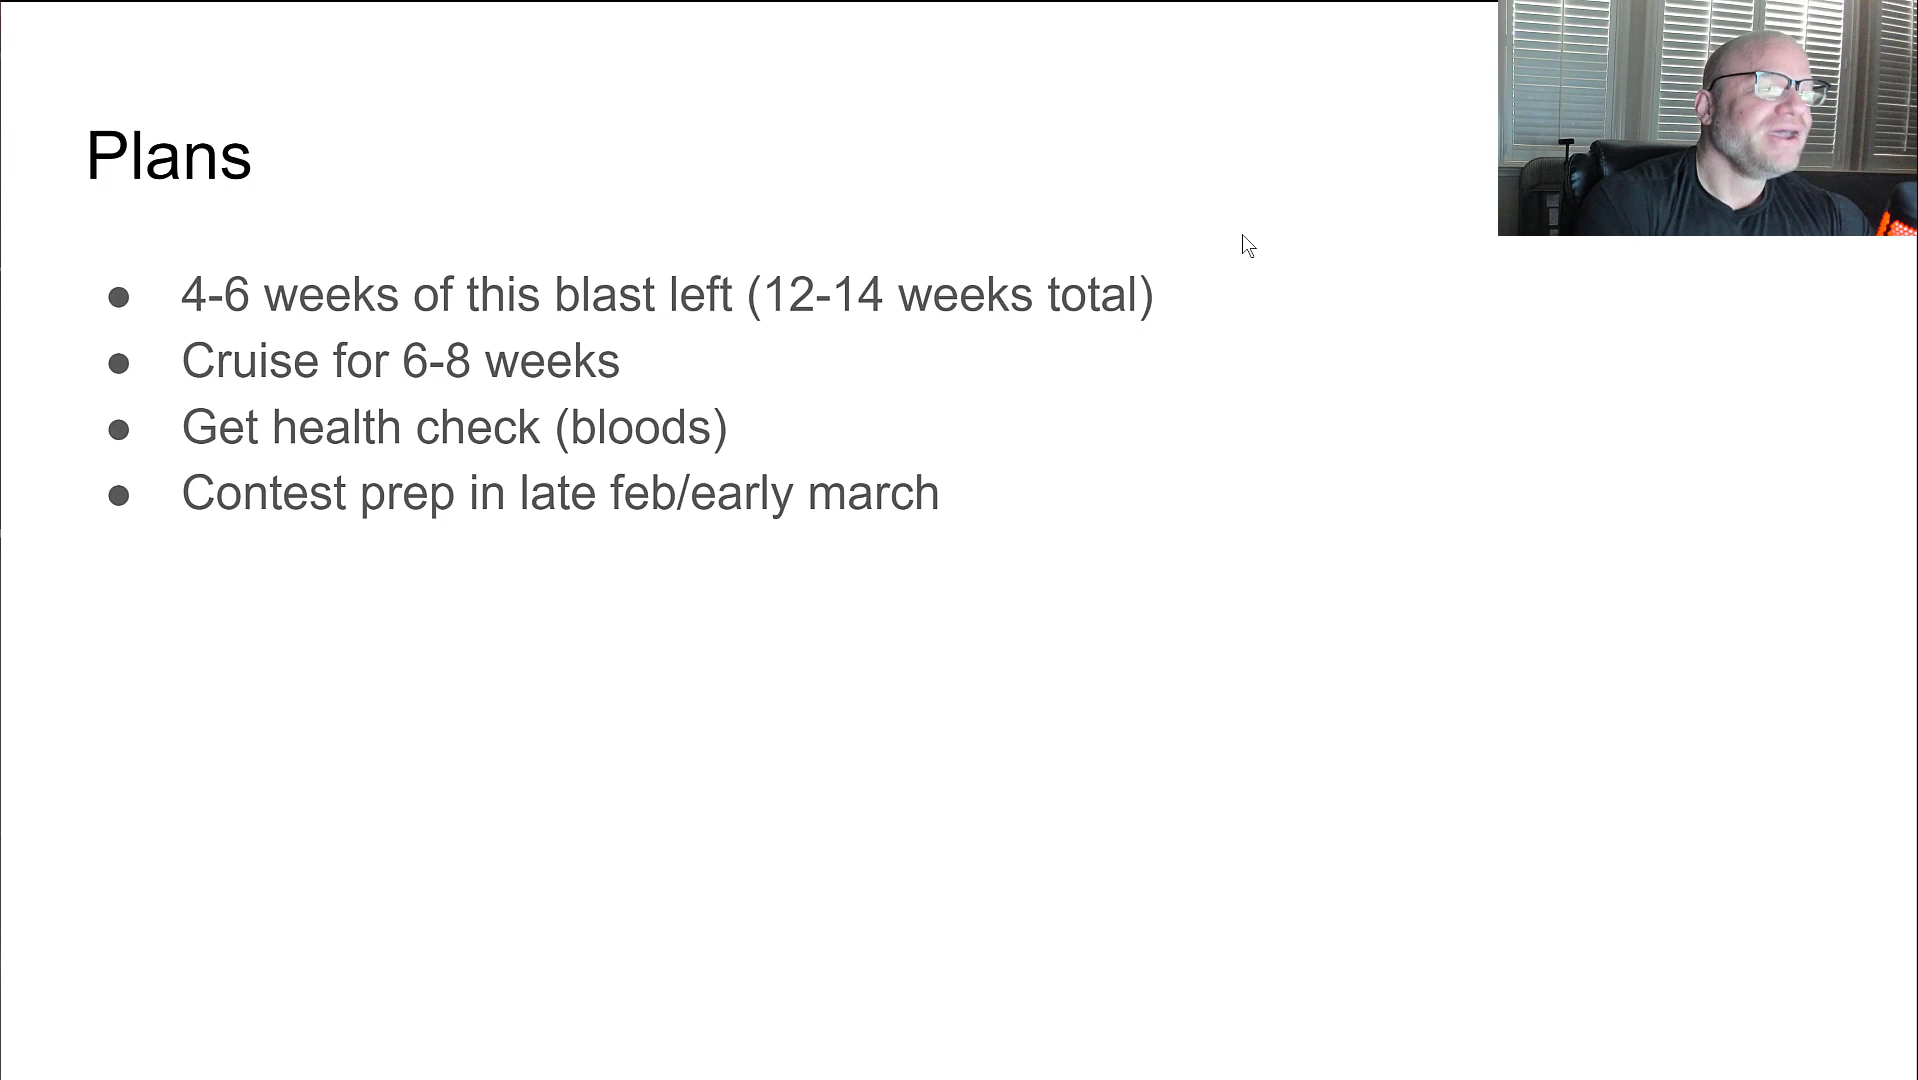 Plans
● 4-6 weeks of this blast left (12-14 weeks total)
● Cruise for 6-8 weeks
● Get health check (bloods)
● Contest prep in late feb/early march